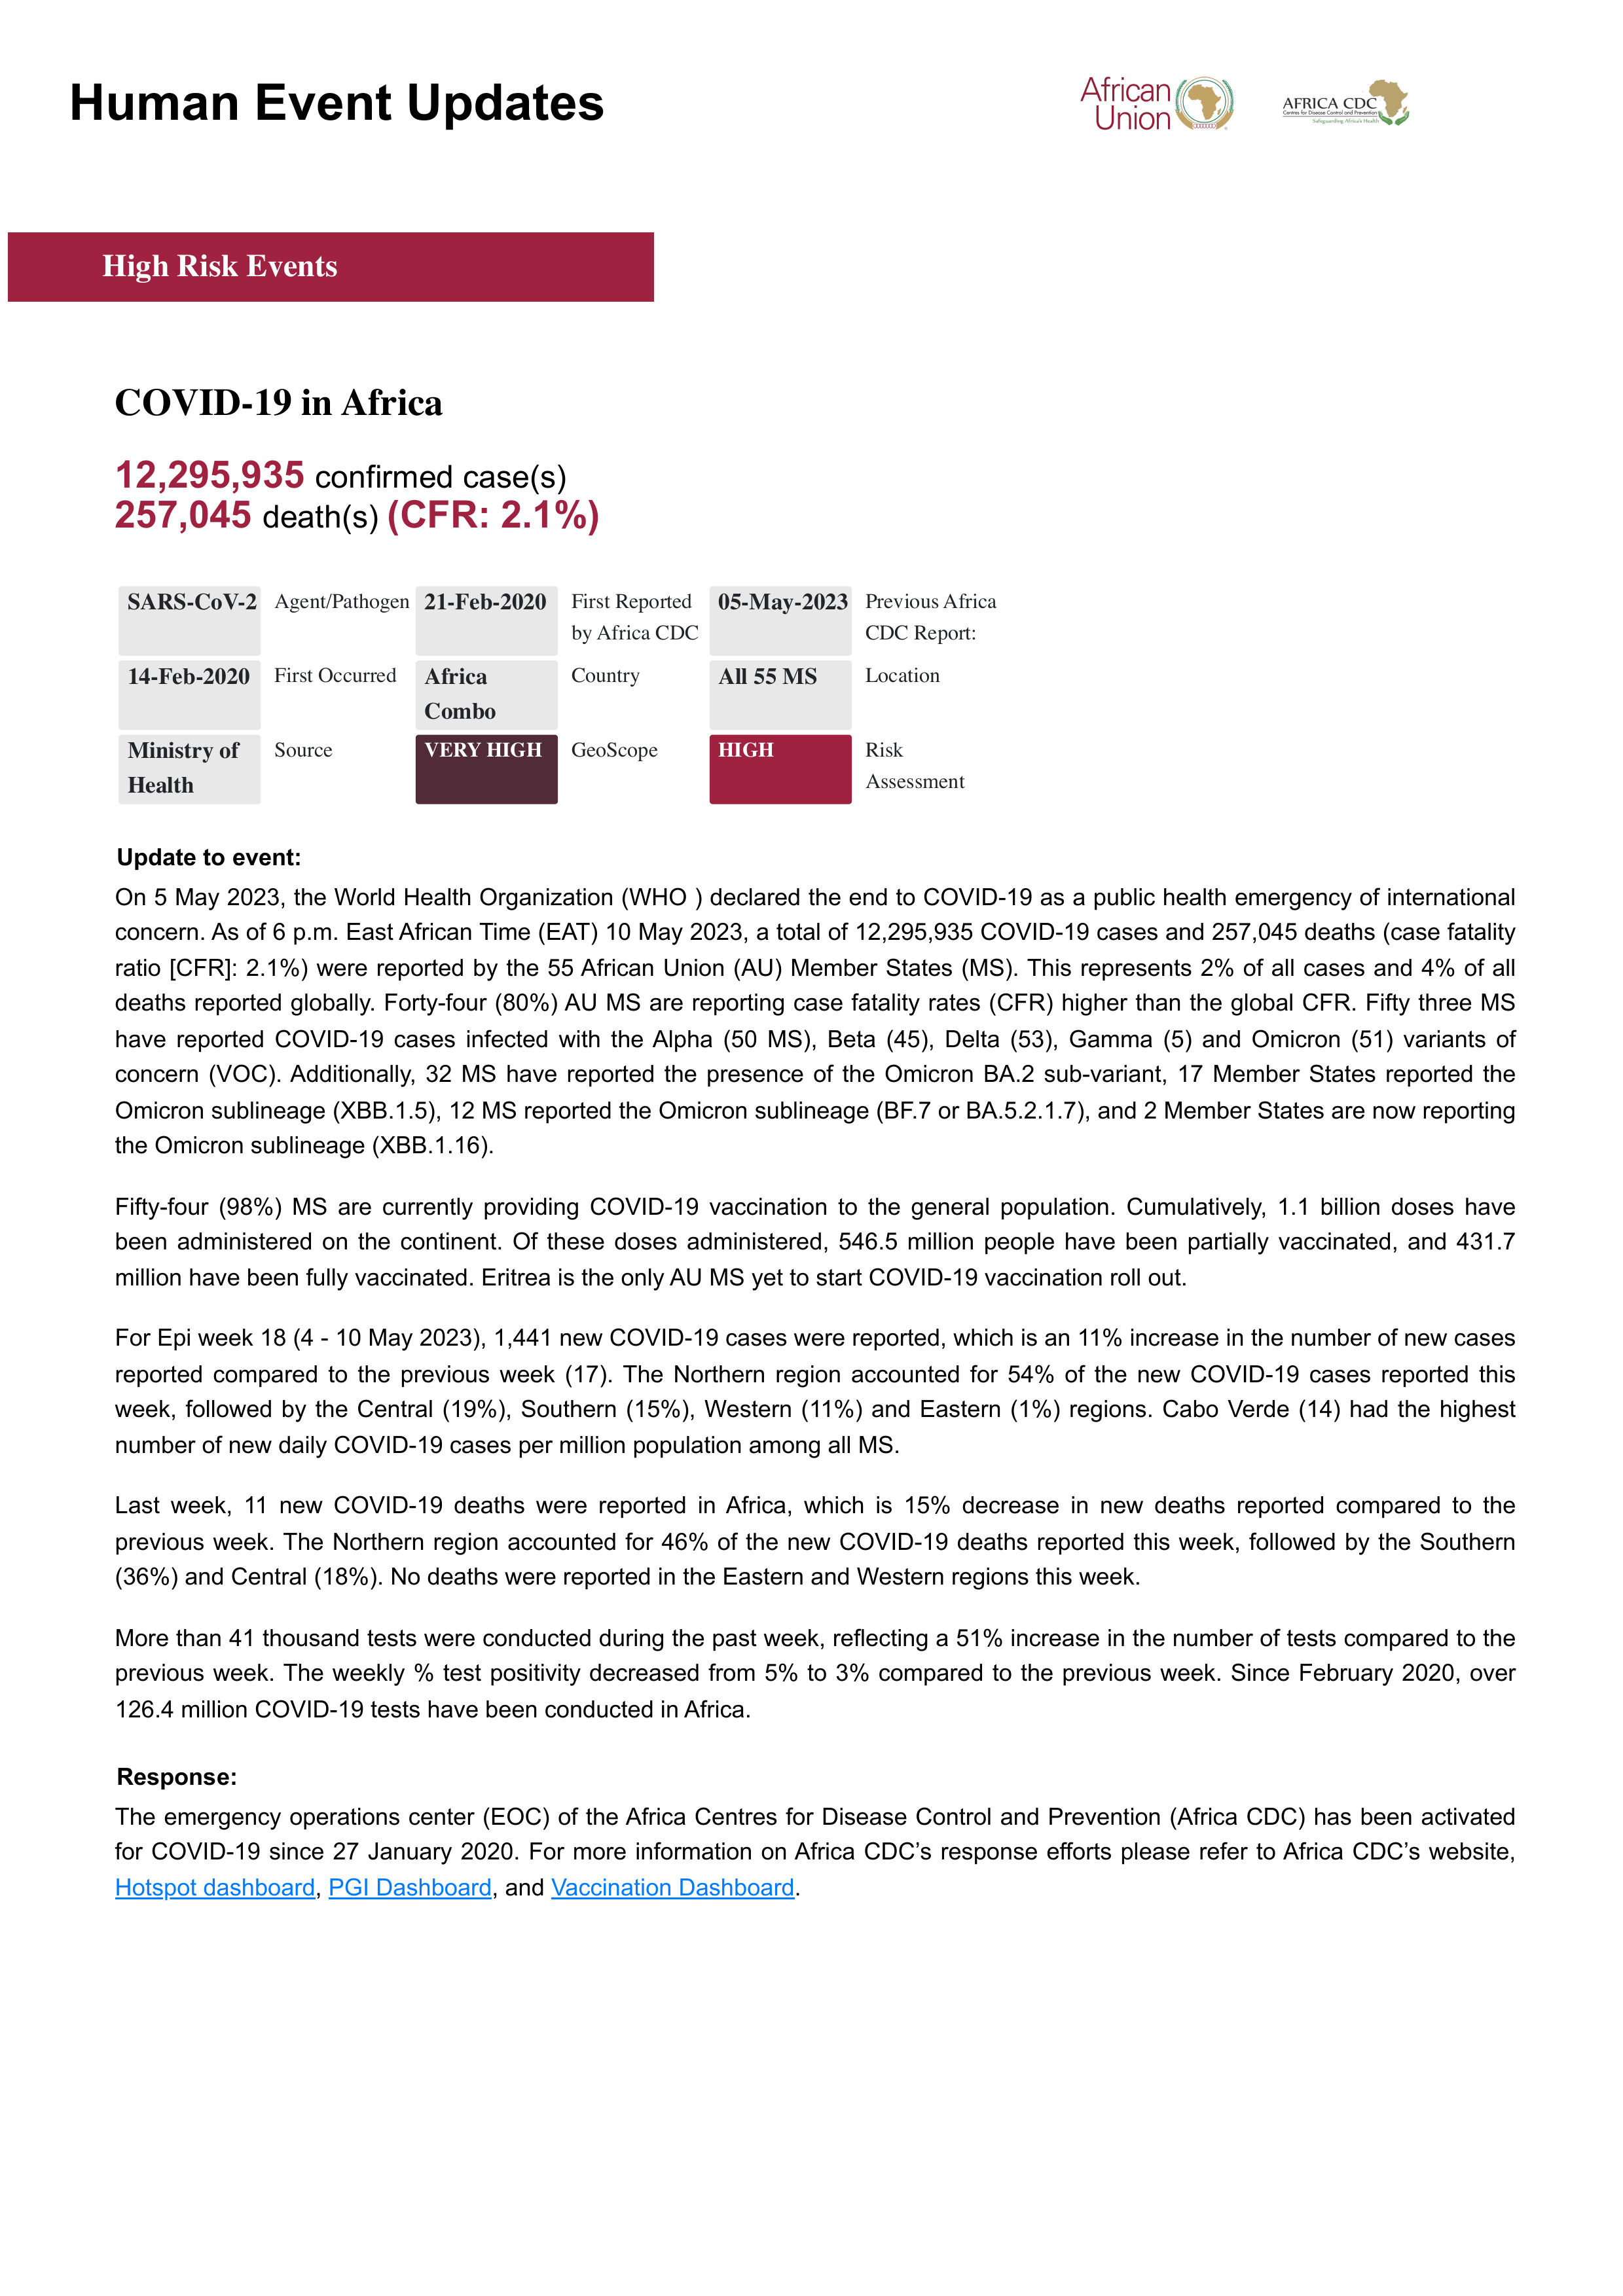 Human Event Updates
African
Union
AFRICA CDC
Centres for Disease Control and Prevention
Safeguarding Africa's Health
High Risk Events
COVID-19 in Africa
12,295,935 confirmed case(s)
257,045 death(s) (CFR: 2.1%)
SARS-CoV-2 Agent/Pathogen 21-Feb-2020 First Reported 05-May-2023 Previous Africa
by Africa CDC CDC Report:
14-Feb-2020 First Occurred Africa Country All 55 MS Location
Combo
Ministry of Source VERY HIGH GeoScope HIGH Risk
Health Assessment
Update to event:
On 5 May 2023, the World Health Organization (WHO ) declared the end to COVID-19 as a public health emergency of international
concern. As of 6 p.m. East African Time (EAT) 10 May 2023, a total of 12,295,935 COVID-19 cases and 257,045 deaths (case fatality
ratio [CFR]: 2.1%) were reported by the 55 African Union (AU) Member States (MS). This represents 2% of all cases and 4% of all
deaths reported globally. Forty-four (80%) AU MS are reporting case fatality rates (CFR) higher than the global CFR. Fifty three MS
have reported COVID-19 cases infected with the Alpha (50 MS), Beta (45), Delta (53), Gamma (5) and Omicron (51) variants of
concern (VOC). Additionally, 32 MS have reported the presence of the Omicron BA.2 sub-variant, 17 Member States reported the
Omicron sublineage (XBB.1.5), 12 MS reported the Omicron sublineage (BF.7 or BA.5.2.1.7), and 2 Member States are now reporting
the Omicron sublineage (XBB.1.16).
Fifty-four (98%) MS are currently providing COVID-19 vaccination to the general population. Cumulatively, 1.1 billion doses have
been administered on the continent. Of these doses administered, 546.5 million people have been partially vaccinated, and 431.7
million have been fully vaccinated. Eritrea is the only AU MS yet to start COVID-19 vaccination roll out.
For Epi week 18 (4 - 10 May 2023), 1,441 new COVID-19 cases were reported, which is an 11% increase in the number of new cases
reported compared to the previous week (17). The Northern region accounted for 54% of the new COVID-19 cases reported this
week, followed by the Central (19%), Southern (15%), Western (11%) and Eastern (1%) regions. Cabo Verde (14) had the highest
number of new daily COVID-19 cases per million population among all MS.
Last week, 11 new COVID-19 deaths were reported in Africa, which is 15% decrease in new deaths reported compared to the
previous week. The Northern region accounted for 46% of the new COVID-19 deaths reported this week, followed by the Southern
(36%) and Central (18%). No deaths were reported in the Eastern and Western regions this week.
More than 41 thousand tests were conducted during the past week, reflecting a 51% increase in the number of tests compared to the
previous week. The weekly % test positivity decreased from 5% to 3% compared to the previous week. Since February 2020, over
126.4 million COVID-19 tests have been conducted in Africa.
Response:
The emergency operations center (EOC) of the Africa Centres for Disease Control and Prevention (Africa CDC) has been activated
for COVID-19 since 27 January 2020. For more information on Africa CDC’s response efforts please refer to Africa CDC’s website,
Hotspot dashboard, PGI Dashboard, and Vaccination Dashboard.